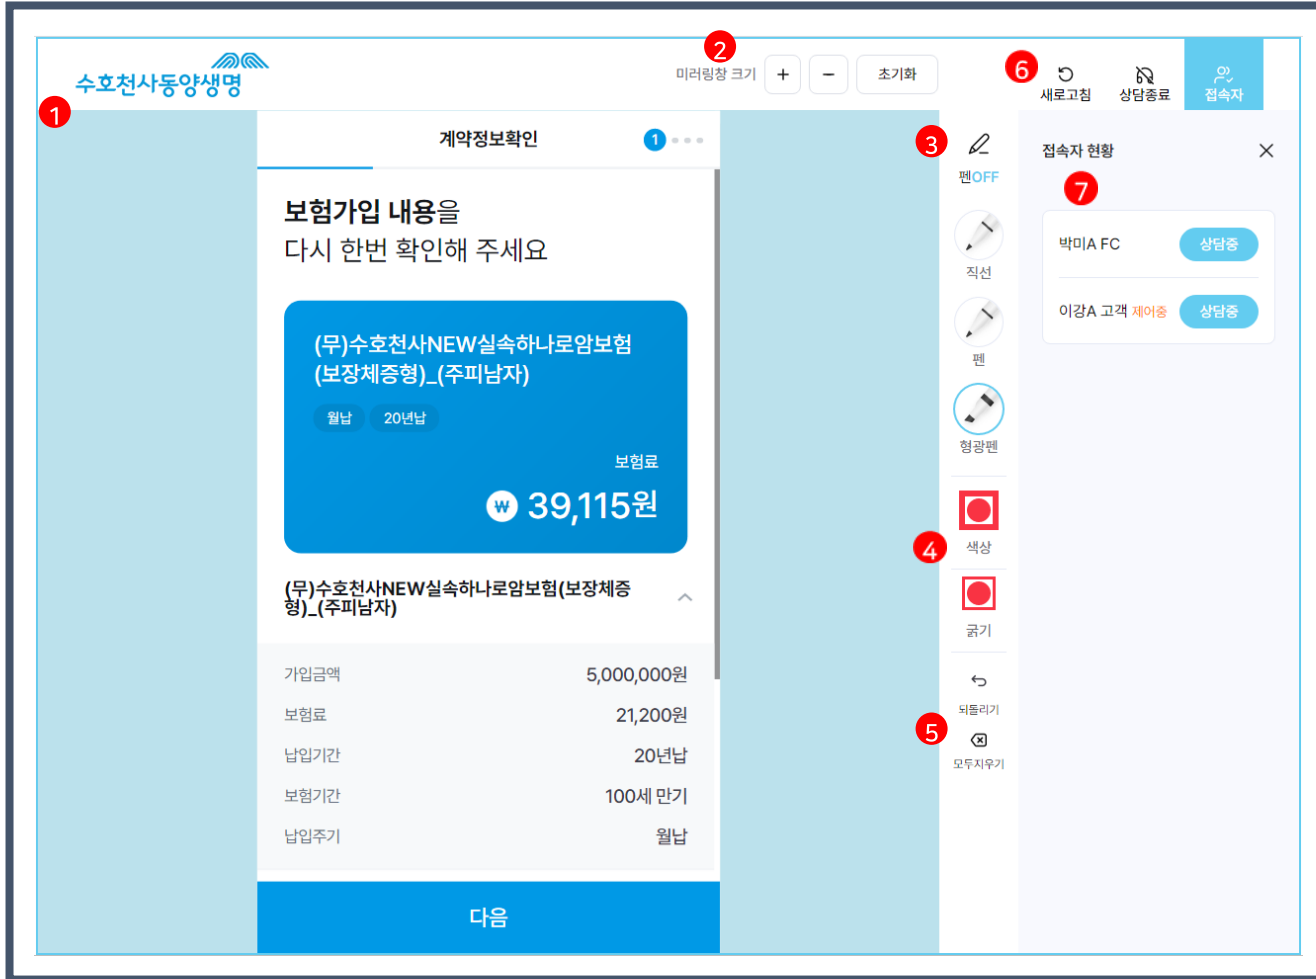 수호천사동양생명
2
미러링창 크기 + − 초기화
6
새로고침 상담종료 접속자
1
계약정보확인 1
3
펜OFF
접속자 현황
7
보험가입 내용을
다시 한번 확인해 주세요
직선
박미A FC 상담중
이강A 고객 제어중 상담중
(무)수호천사NEW실속하나로암보험
(보장체증형)_(주피남자)
월납 20년납
펜
형광펜
보험료
₩ 39,115원
4
색상
(무)수호천사NEW실속하나로암보험(보장체증
형)_(주피남자)
굵기
가입금액 5,000,000원
보험료 21,200원
되돌리기
5
납입기간 20년납
모두지우기
보험기간 100세 만기
납입주기 월납
다음